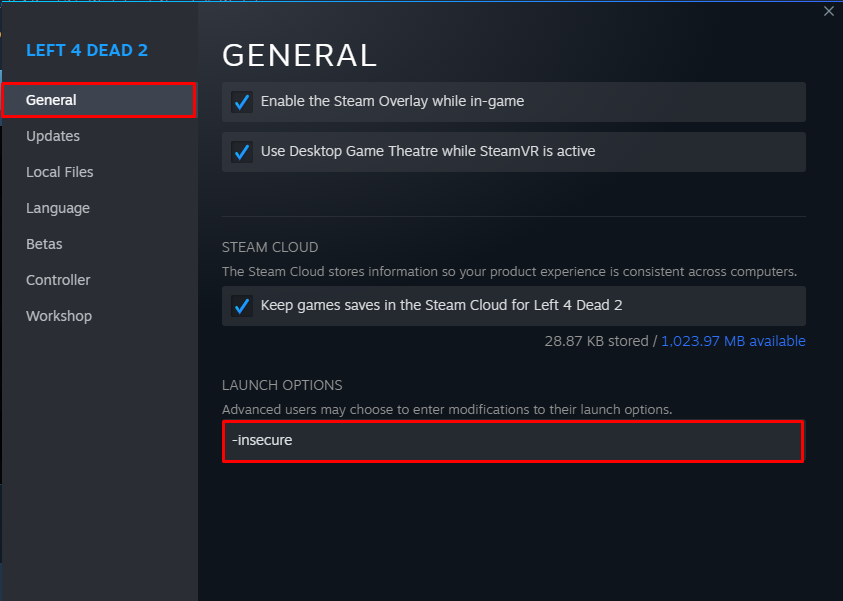 LEFT 4 DEAD 2
General
Updates
Local Files
Language
Betas
Controller
Workshop
GENERAL
Enable the Steam Overlay while in-game
Use Desktop Game Theatre while SteamVR is active
STEAM CLOUD
The Steam Cloud stores information so your product experience is consistent across computers.
Keep games saves in the Steam Cloud for Left 4 Dead 2
28.87 KB stored / 1,023.97 MB available
LAUNCH OPTIONS
Advanced users may choose to enter modifications to their launch options.
-insecure